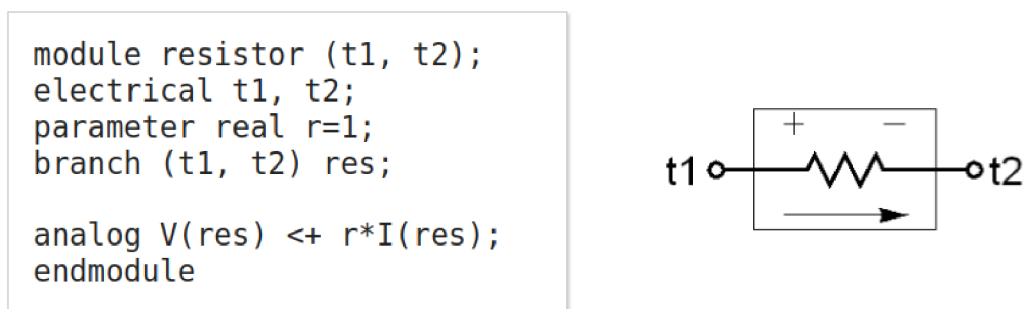 module resistor (t1, t2);
electrical t1, t2;
parameter real r=1;
branch (t1, t2) res;
analog V(res) <+ r*I(res);
endmodule
+ −
t1 t2